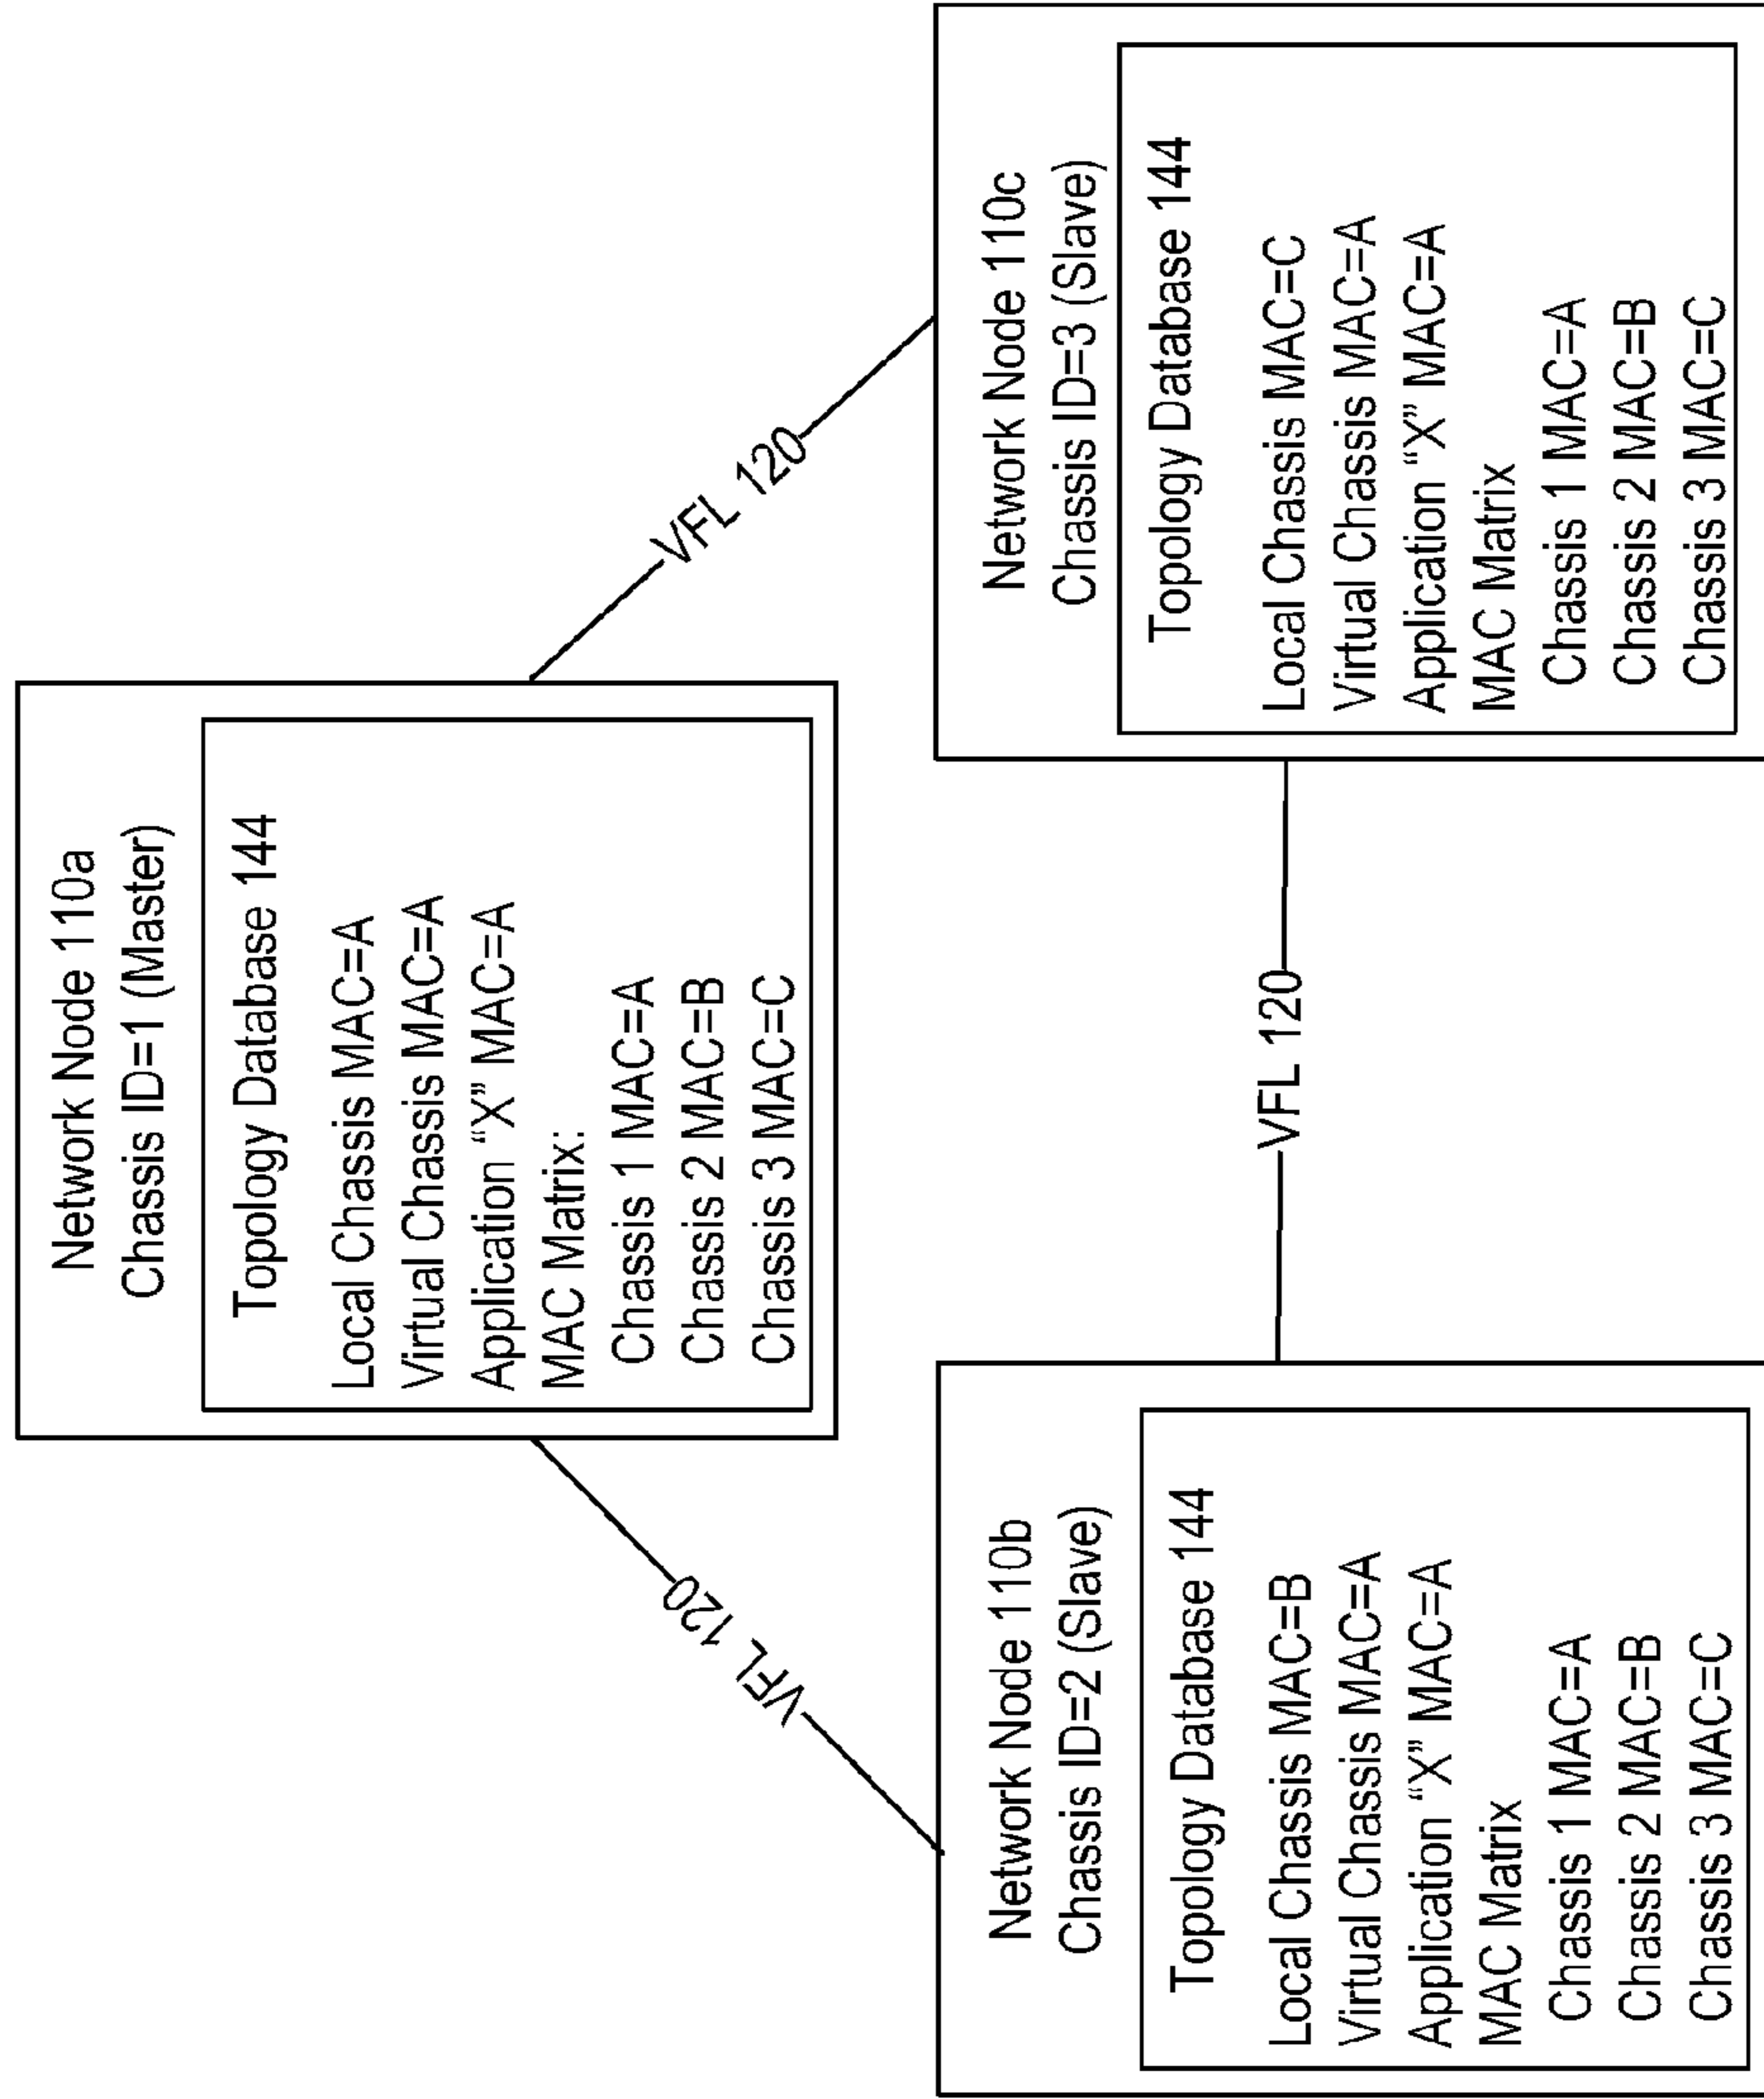 Network Node 110a
Chassis ID=1 (Master)
Topology Database 144
Local Chassis MAC=A
Virtual Chassis MAC=A
Application “X” MAC=A
MAC Matrix:
Chassis 1 MAC=A
Chassis 2 MAC=B
Chassis 3 MAC=C
VFL 120
VFL 120
Network Node 110b
Chassis ID=2 (Slave)
Topology Database 144
Local Chassis MAC=B
Virtual Chassis MAC=A
Application “X” MAC=A
MAC Matrix
Chassis 1 MAC=A
Chassis 2 MAC=B
Chassis 3 MAC=C
VFL 120
Network Node 110c
Chassis ID=3 (Slave)
Topology Database 144
Local Chassis MAC=C
Virtual Chassis MAC=A
Application “X” MAC=A
MAC Matrix
Chassis 1 MAC=A
Chassis 2 MAC=B
Chassis 3 MAC=C